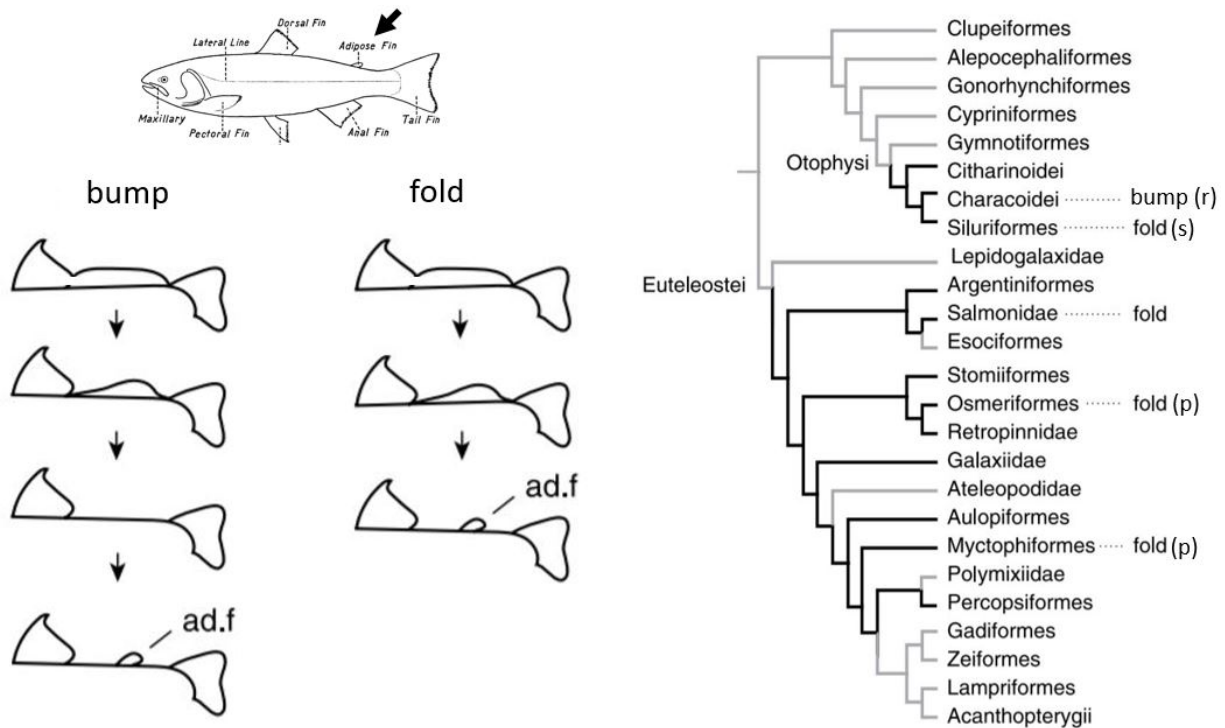 Dorsal Fin
Lateral Line
Adipose Fin
Maxillary
Pectoral Fin
Anal Fin
Tail Fin
bump
fold
ad.f
ad.f
Clupeiformes
Alepocephaliformes
Gonorhynchiformes
Cypriniformes
Gymnotiformes
Otophysi
Citharinoidei
Characoidei bump (r)
Siluriformes fold (s)
Lepidogalaxidae
Euteleostei
Argentiniformes
Salmonidae fold
Esociformes
Stomiiformes
Osmeriformes fold (p)
Retropinnidae
Galaxiidae
Ateleopodidae
Aulopiformes
Myctophiformes fold (p)
Polymixiidae
Percopsiformes
Gadiformes
Zeiformes
Lampriformes
Acanthopterygii